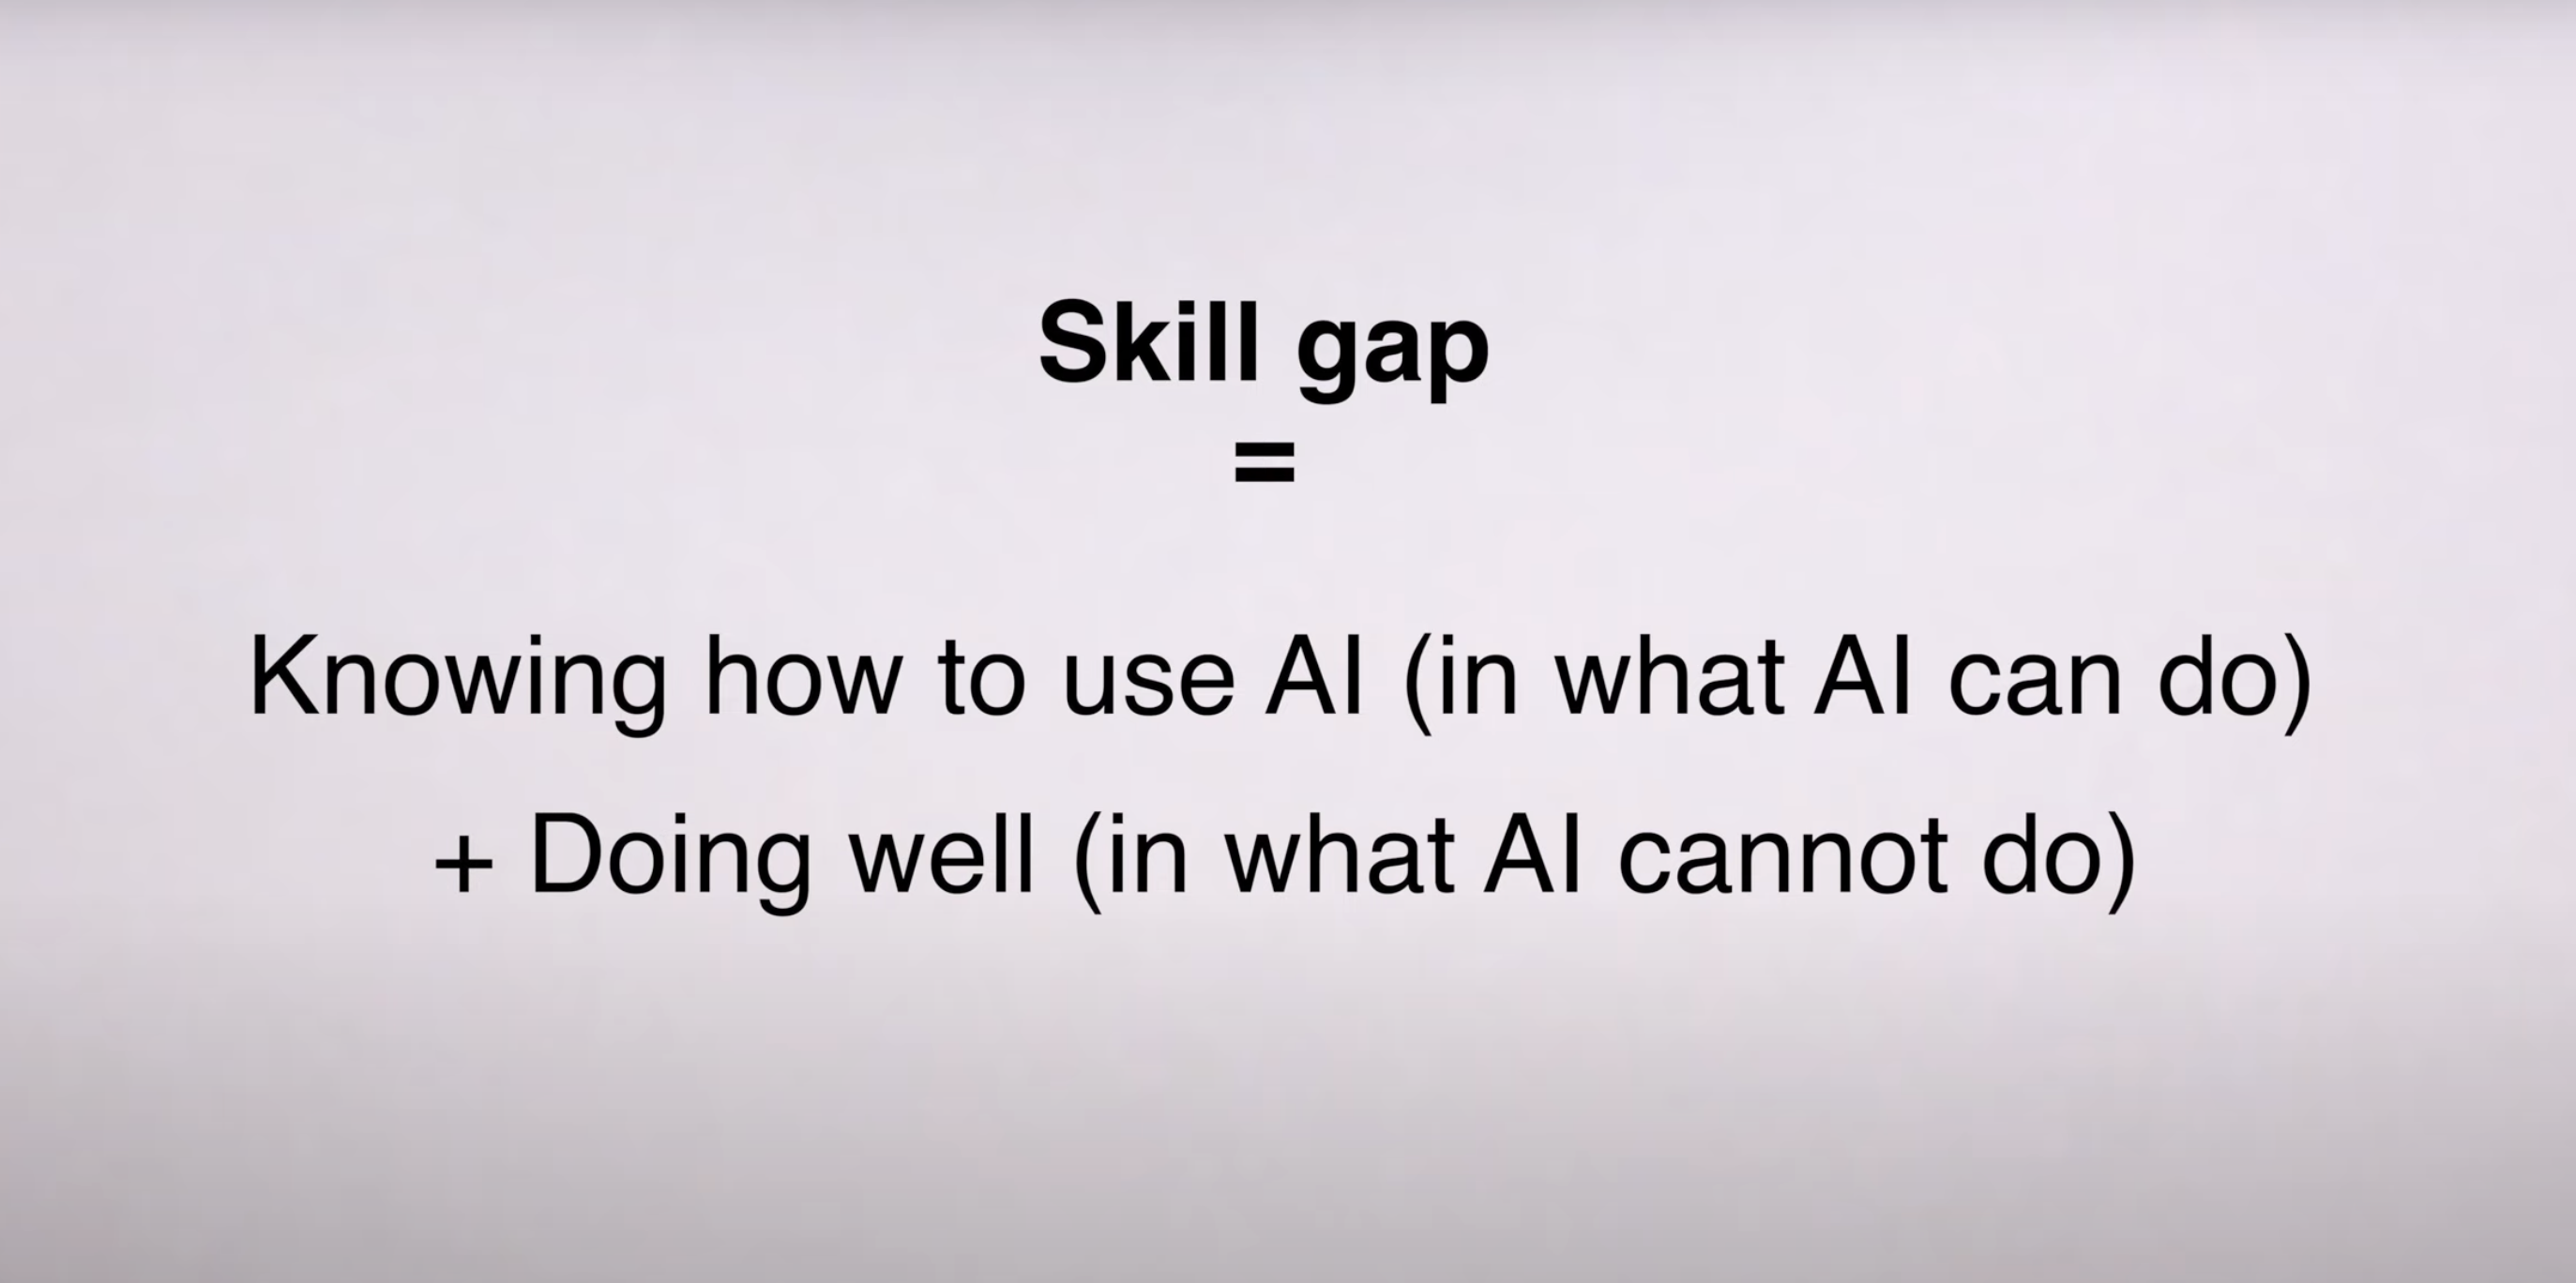 Skill gap
=
Knowing how to use AI (in what AI can do)
+ Doing well (in what AI cannot do)